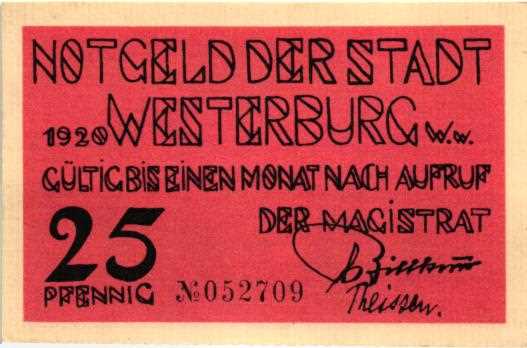 NOTGELD DER STADT
1920 WESTERBURG W.W.
GÜLTIG BIS EINEN MONAT NACH AUFRUF
DER MAGISTRAT
25
PFENNIG
№052709
Theissen.